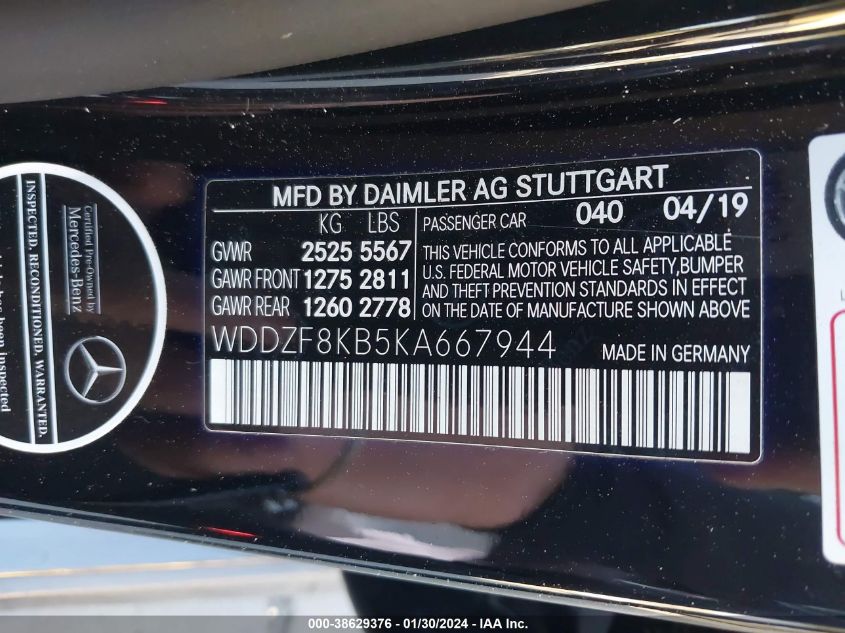 INSPECTED. RECONDITIONED. WARRANTED.
Certified Pre-Owned by
Mercedes-Benz
has been inspected
MFD BY DAIMLER AG STUTTGART
KG LBS
GVWR 2525 5567
GAWR FRONT 1275 2811
GAWR REAR 1260 2778
PASSENGER CAR 040 04/19
THIS VEHICLE CONFORMS TO ALL APPLICABLE
U.S. FEDERAL MOTOR VEHICLE SAFETY, BUMPER
AND THEFT PREVENTION STANDARDS IN EFFECT
ON THE DATE OF MANUFACTURE SHOWN ABOVE
WDDZF8KB5KA667944 MADE IN GERMANY
000-38629376 - 01/30/2024 - IAA Inc.